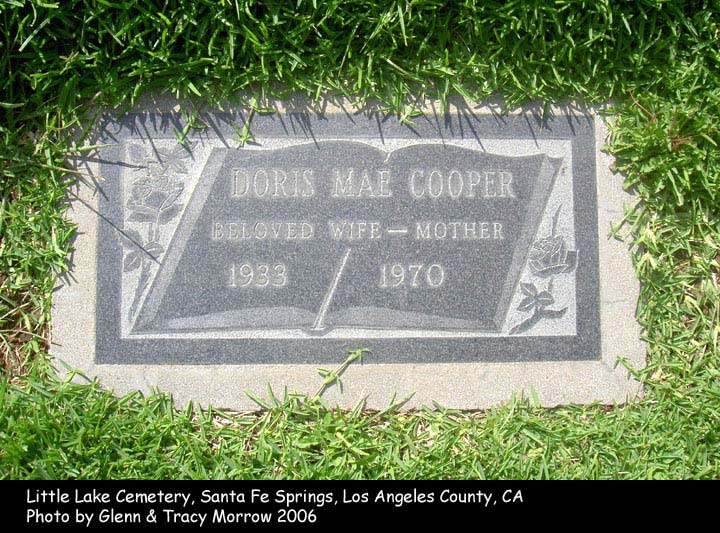 DORIS MAE COOPER
BELOVED WIFE — MOTHER
1933 1970
Little Lake Cemetery, Santa Fe Springs, Los Angeles County, CA
Photo by Glenn & Tracy Morrow 2006